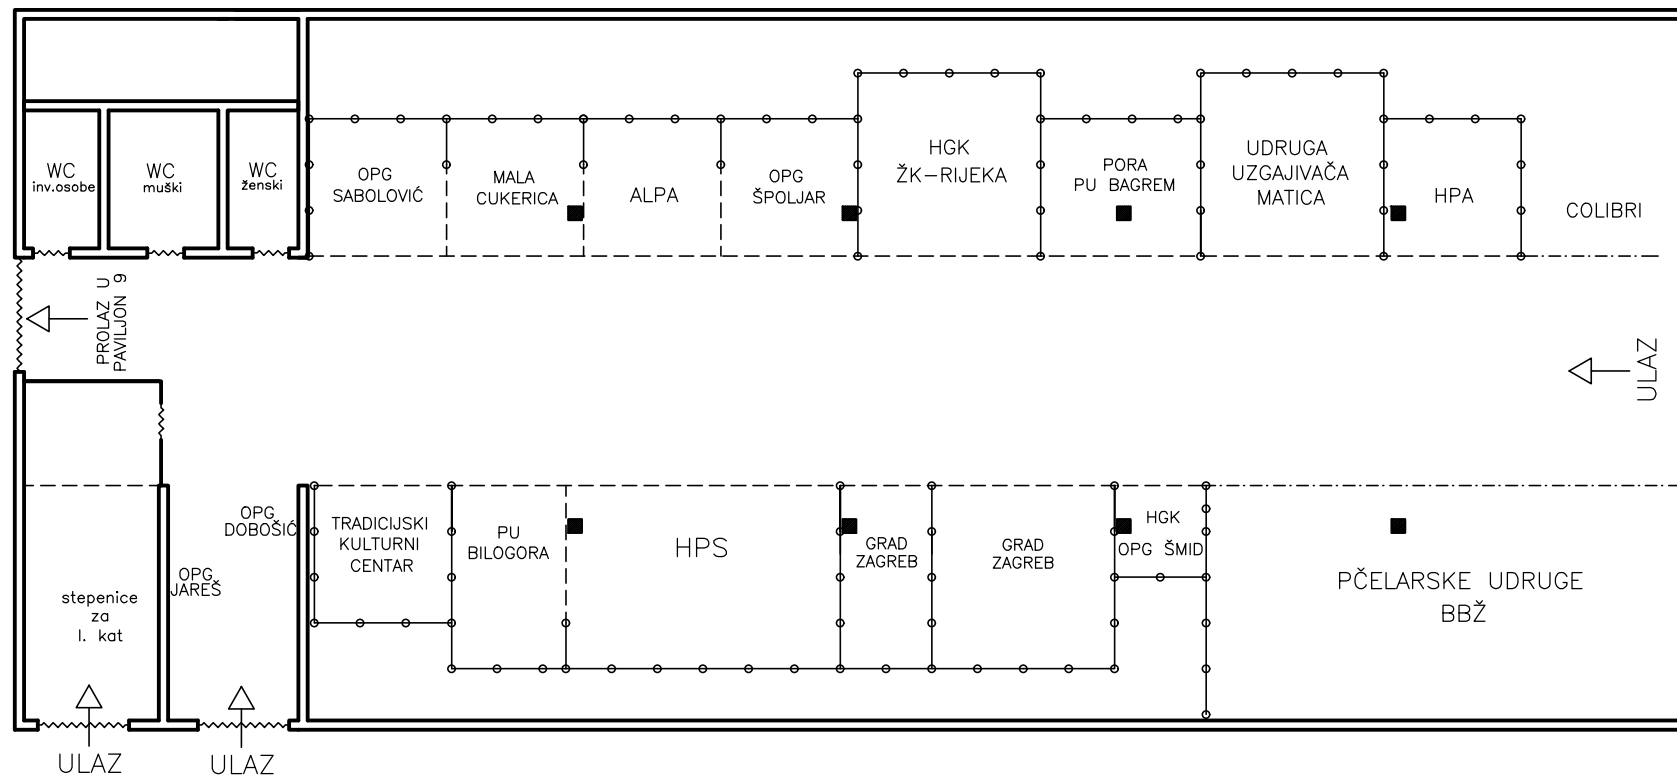 WC
inv.osobe
WC
muški
WC
ženski
OPG
SABOLOVIĆ
MALA
CUKERICA
ALPA
OPG
ŠPOLJAR
HGK
ŽK-RIJEKA
PORA
PU BAGREM
UDRUGA
UZGAJIVAČA
MATICA
HPA
COLIBRI
PROLAZ U
PAVILJON 9
ULAZ
OPG
DOBOŠIĆ
OPG
JAREŠ
stepenice
za
I. kat
TRADICIJSKI
KULTURNI
CENTAR
PU
BILOGORA
HPS
GRAD
ZAGREB
GRAD
ZAGREB
HGK
OPG ŠMID
PČELARSKE UDRUGE
BBŽ
ULAZ
ULAZ